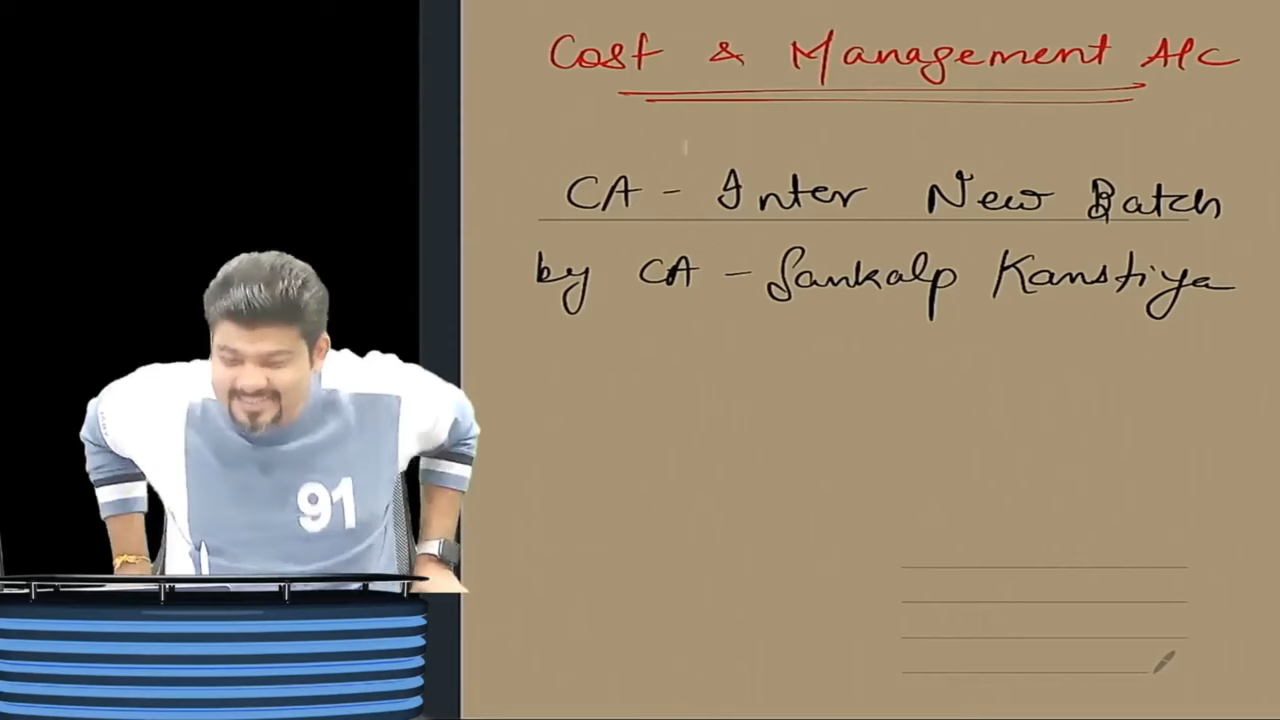 Cost & Management A/c
CA - Inter New Batch
by CA - Sankalp Kanstiya
91